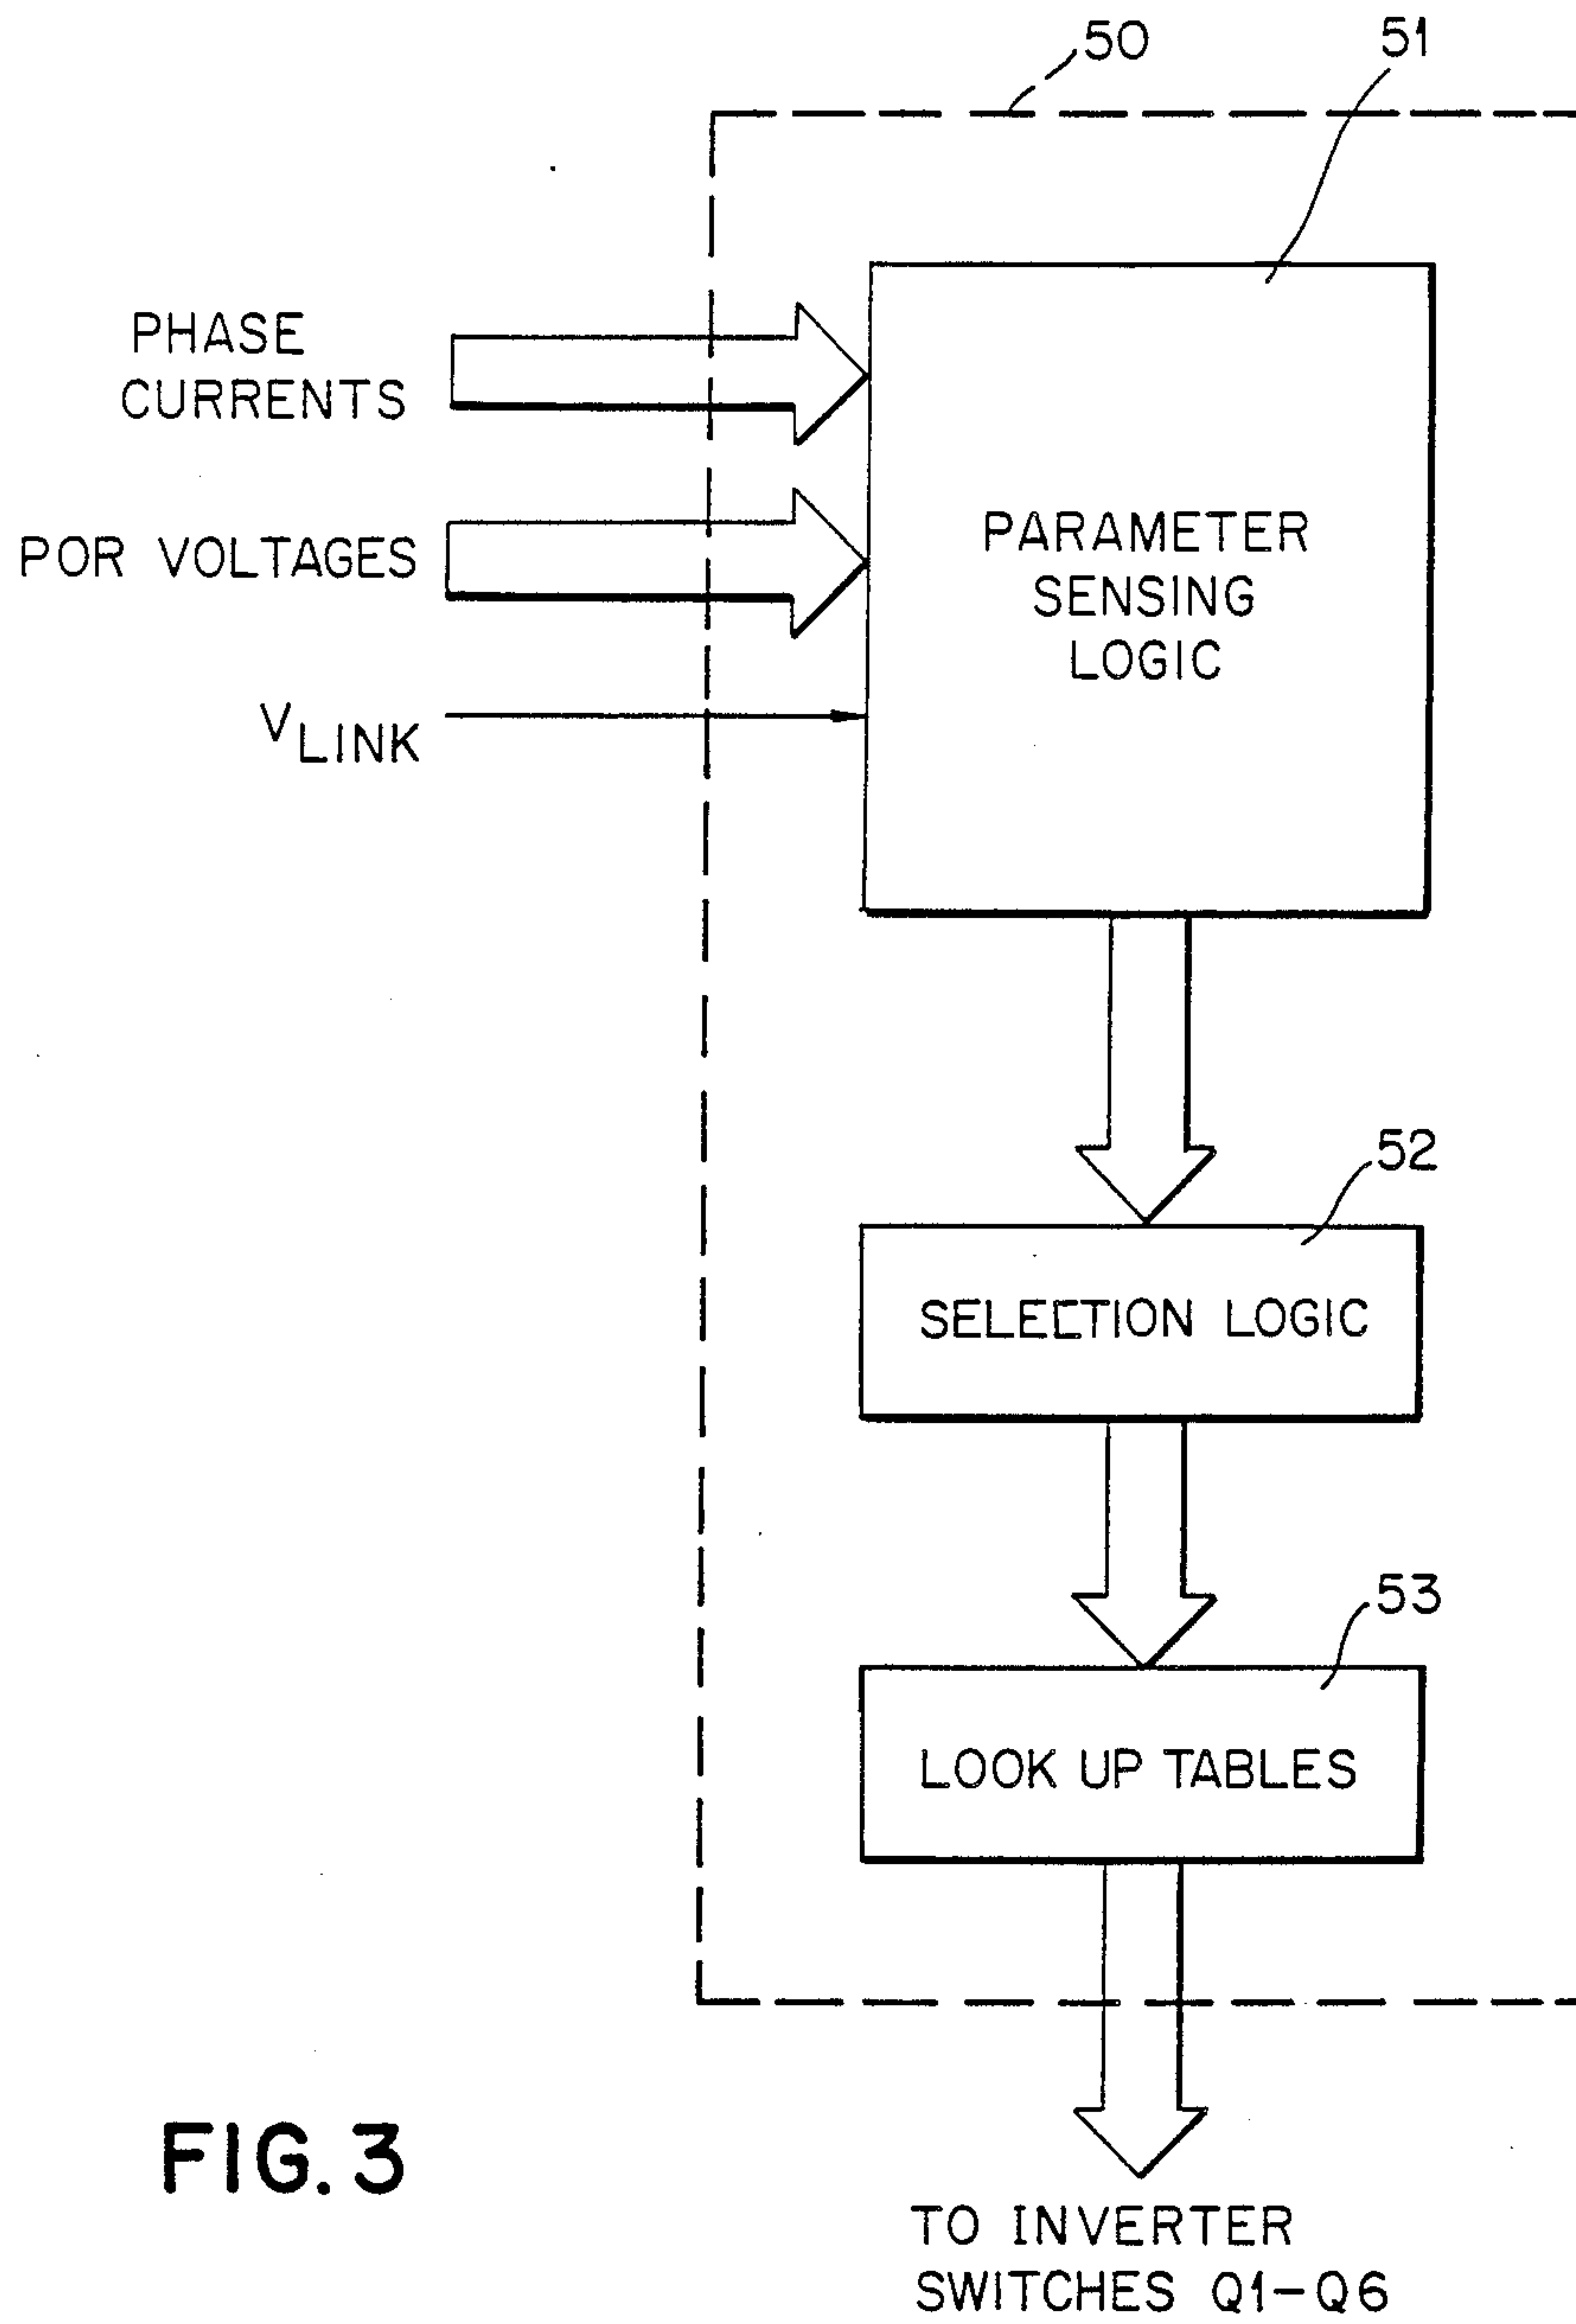 50
51
PHASE
CURRENTS
POR VOLTAGES
PARAMETER
SENSING
LOGIC
VLINK
52
SELECTION LOGIC
53
LOOK UP TABLES
FIG. 3
TO INVERTER
SWITCHES Q1-Q6